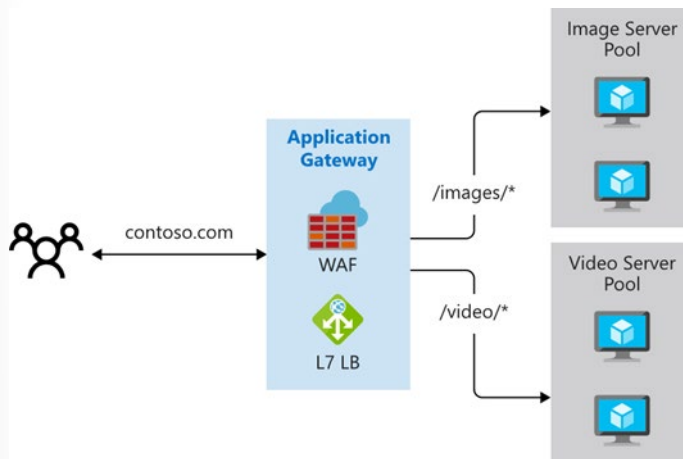 Image Server
Pool
Application
Gateway
/images/*
contoso.com
WAF
Video Server
Pool
/video/*
L7 LB